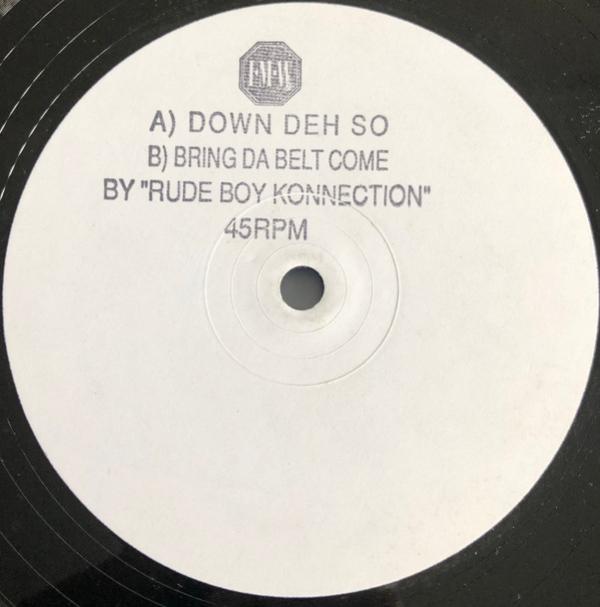 A) DOWN DEH SO
B) BRING DA BELT COME
BY "RUDE BOY KONNECTION"
45RPM